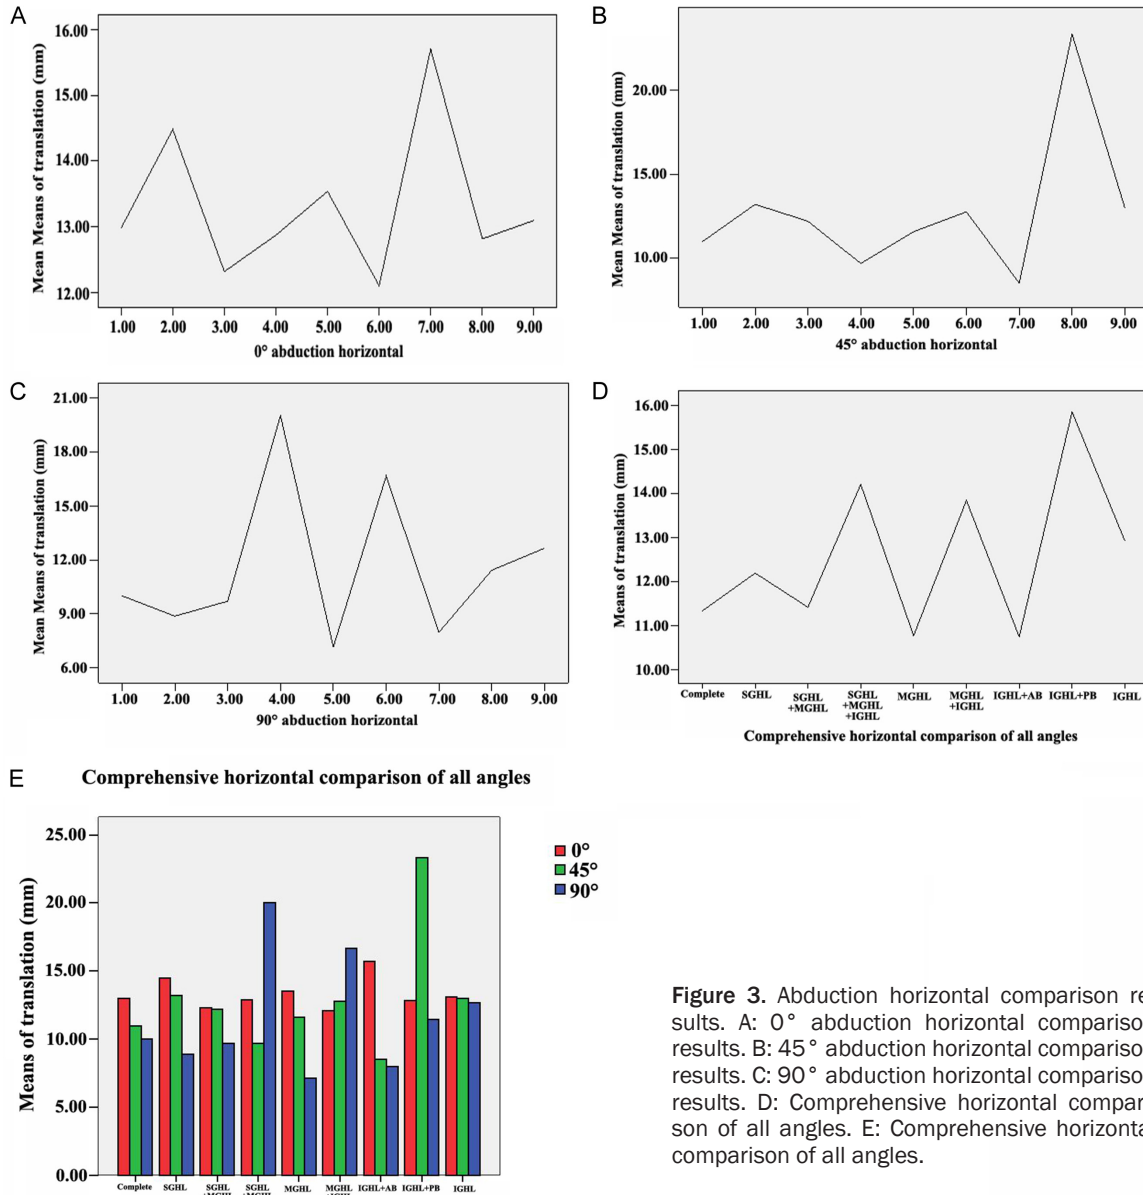 A
16.00
15.00
14.00
13.00
12.00
Mean Means of translation (mm)
1.00 2.00 3.00 4.00 5.00 6.00 7.00 8.00 9.00
0° abduction horizontal
B
20.00
15.00
10.00
Mean Means of translation (mm)
1.00 2.00 3.00 4.00 5.00 6.00 7.00 8.00 9.00
45° abduction horizontal
C
21.00
18.00
15.00
12.00
9.00
6.00
Mean Means of translation (mm)
1.00 2.00 3.00 4.00 5.00 6.00 7.00 8.00 9.00
90° abduction horizontal
D
16.00
15.00
14.00
13.00
12.00
11.00
10.00
Means of translation (mm)
Complete SGHL SGHL +MGHL SGHL +MGHL +IGHL MGHL MGHL +IGHL IGHL+AB IGHL+PB IGHL
Comprehensive horizontal comparison of all angles
E
Comprehensive horizontal comparison of all angles
25.00
20.00
15.00
10.00
5.00
0.00
Means of translation (mm)
0°
45°
90°
Complete SGHL SGHL +MGHL SGHL +MGHL MGHL MGHL +IGHL IGHL+AB IGHL+PB IGHL
Figure 3. Abduction horizontal comparison re
sults. A: 0° abduction horizontal compariso
results. B: 45° abduction horizontal compariso
results. C: 90° abduction horizontal compariso
results. D: Comprehensive horizontal compar
son of all angles. E: Comprehensive horizonta
comparison of all angles.